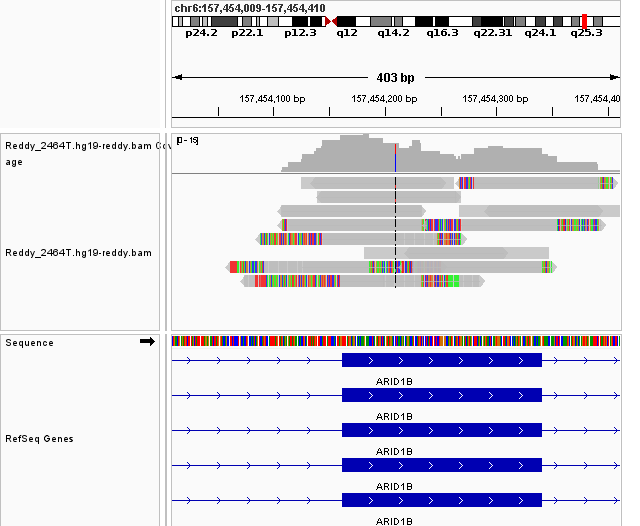 chr6:157,454,009-157,454,410
p24.2 p22.1 p12.3 q12 q14.2 q16.3 q22.31 q24.1 q25.3
403 bp
157,454,100 bp 157,454,200 bp 157,454,300 bp 157,454,40
Reddy_2464T.hg19-reddy.bam Cov
age
[0 - 19]
Reddy_2464T.hg19-reddy.bam
Sequence
ARID1B
ARID1B
ARID1B
RefSeq Genes
ARID1B
ARID1B